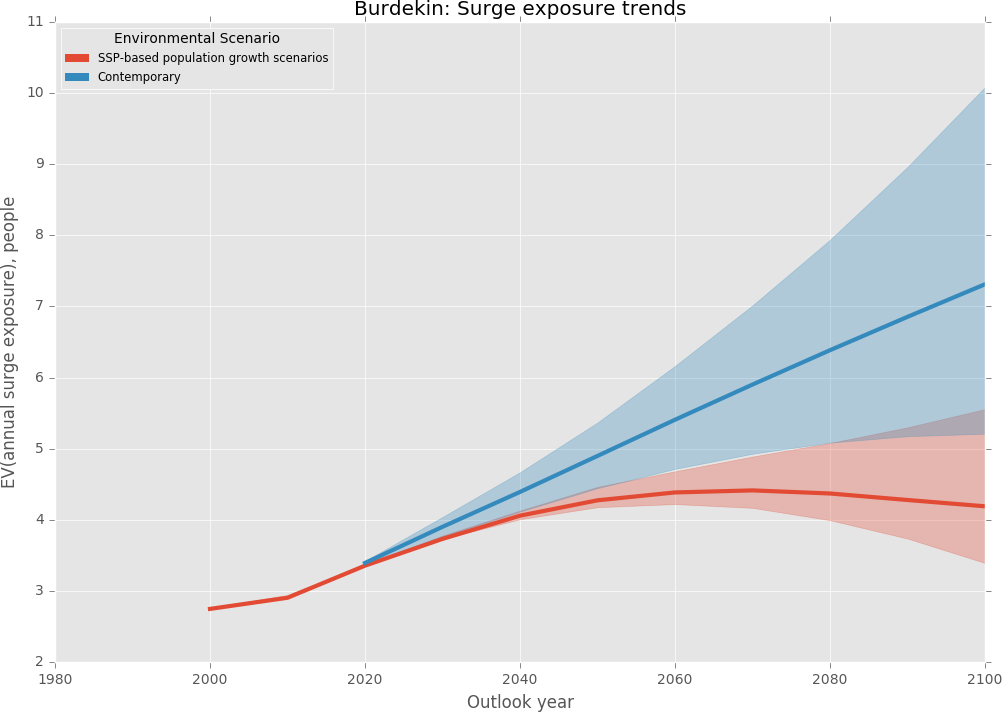 Burdekin: Surge exposure trends
Environmental Scenario
SSP-based population growth scenarios
Contemporary
EV(annual surge exposure), people
11
10
9
8
7
6
5
4
3
2
1980 2000 2020 2040 2060 2080 2100
Outlook year